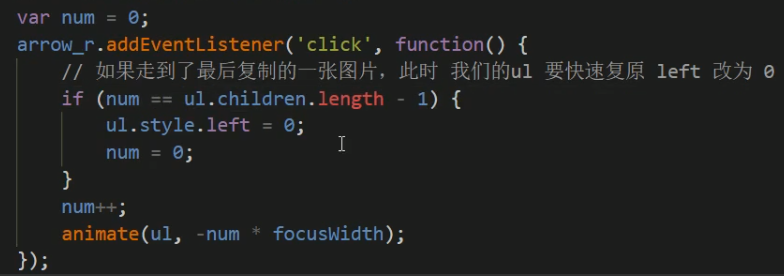 var num = 0;
arrow_r.addEventListener('click', function() {
// 如果走到了最后复制的一张图片，此时 我们的ul 要快速复原 left 改为 0
if (num == ul.children.length - 1) {
ul.style.left = 0;
num = 0;
}
num++;
animate(ul, -num * focusWidth);
});